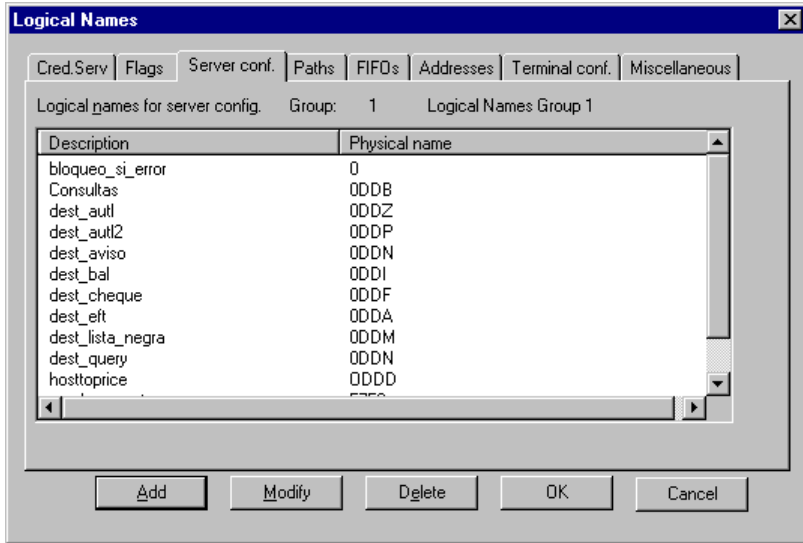 Logical Names
Cred.Serv Flags Server conf. Paths FIFOs Addresses Terminal conf. Miscellaneous
Logical names for server config. Group: 1 Logical Names Group 1
Description Physical name
bloqueo_si_error 0
Consultas 0DDB
dest_autl 0DDZ
dest_autl2 0DDP
dest_aviso 0DDN
dest_bal 0DDI
dest_cheque 0DDF
dest_eft 0DDA
dest_lista_negra 0DDM
dest_query 0DDN
hosttoprice ODDD
Add Modify Delete OK Cancel